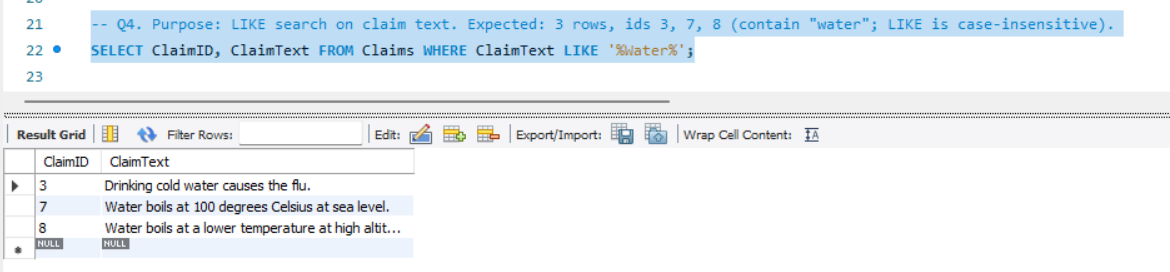 21 -- Q4. Purpose: LIKE search on claim text. Expected: 3 rows, ids 3, 7, 8 (contain "water"; LIKE is case-insensitive).
22 SELECT ClaimID, ClaimText FROM Claims WHERE ClaimText LIKE '%Water%';
23
Result Grid Filter Rows: Edit: Export/Import: Wrap Cell Content: IA
ClaimID ClaimText
3 Drinking cold water causes the flu.
7 Water boils at 100 degrees Celsius at sea level.
8 Water boils at a lower temperature at high altit...
NULL NULL